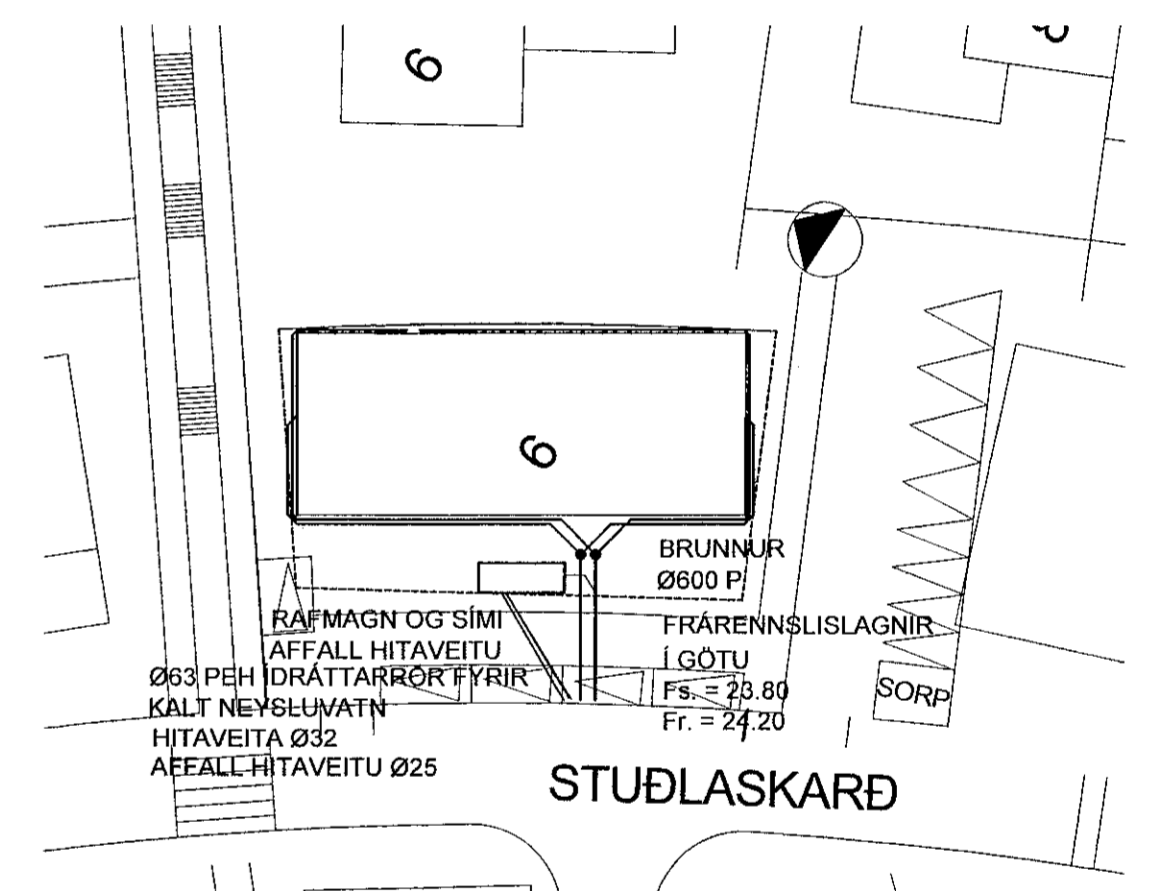 6
6
BRUNNUR
Ø600 P
RAFMAGN OG SÍMI
AFFALL HITAVEITU
Ø63 PEH ÍDRÁTTARRÖR FYRIR
KALT NEYSLUVATN
HITAVEITA Ø32
AFFALL HITAVEITU Ø25
FRÁRENNSLISLAGNIR
Í GÖTU
Fs. = 23.80
Fr. = 24.20
SORP
STUÐLASKARÐ